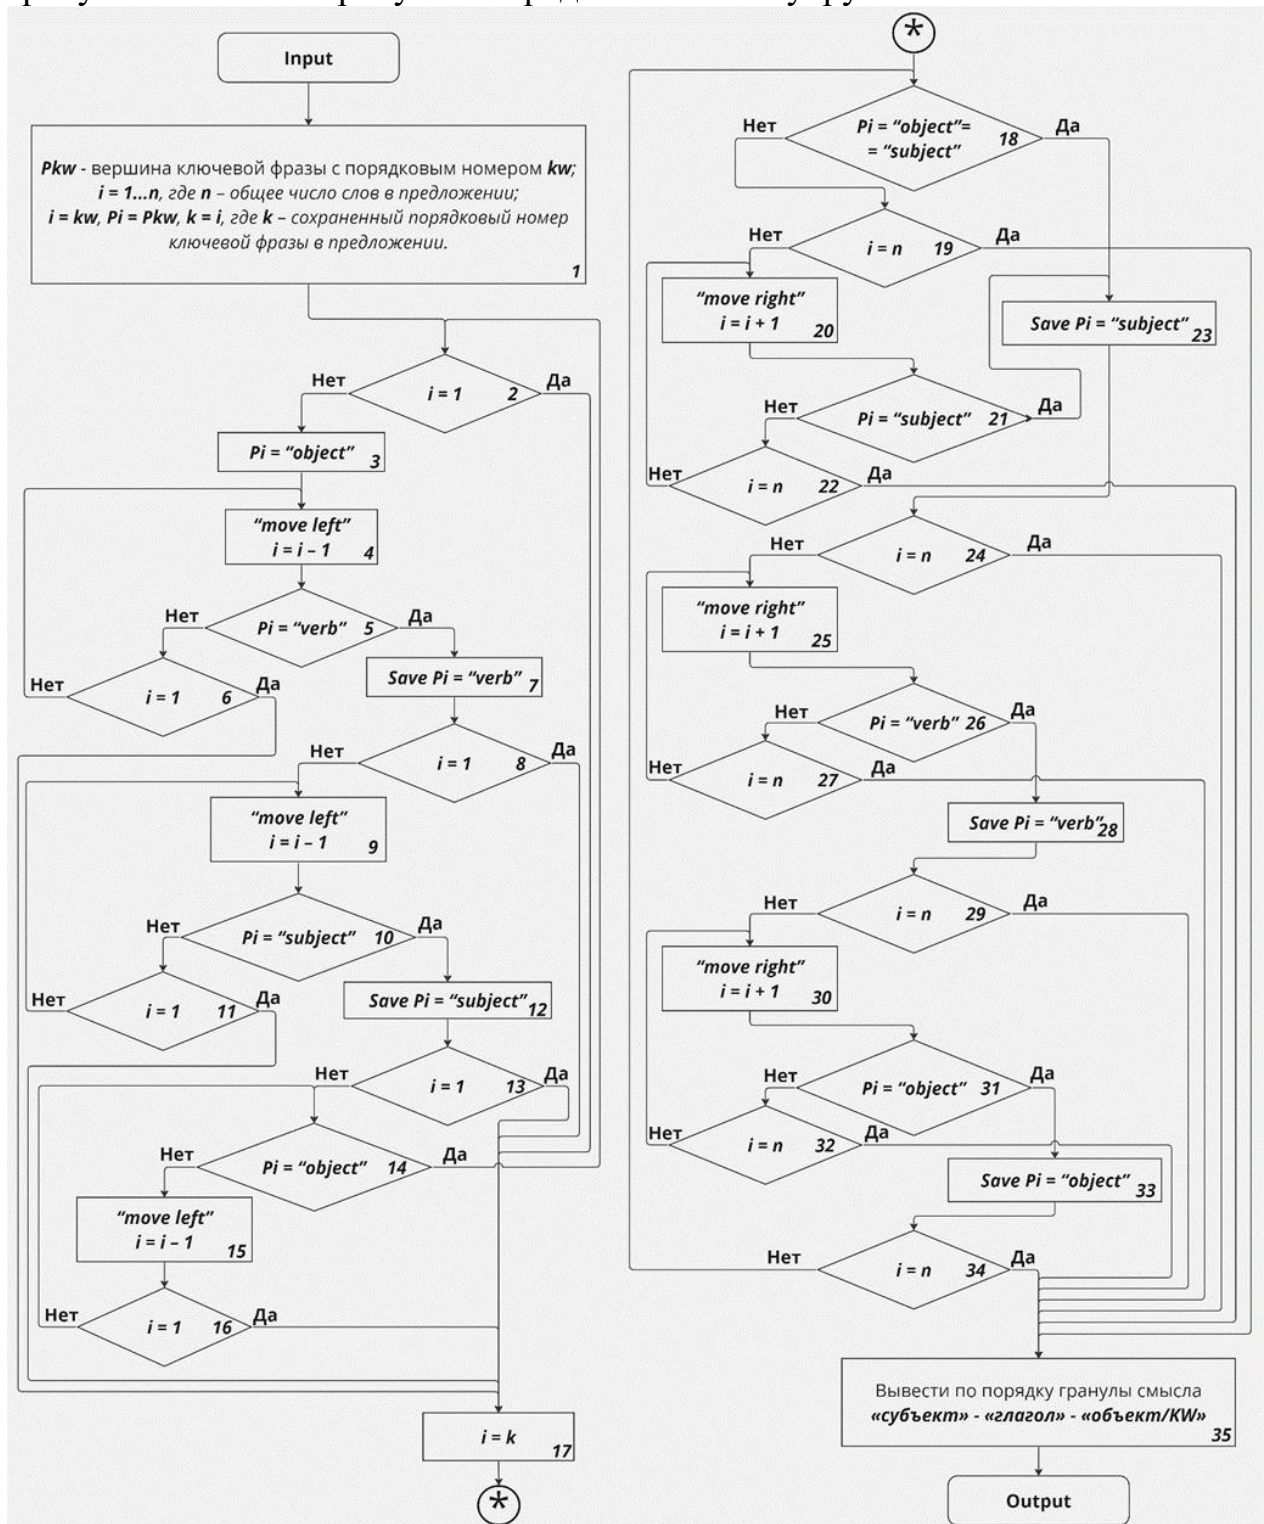 Input
Pkw - вершина ключевой фразы с порядковым номером kw;
i = 1...n, где n – общее число слов в предложении;
i = kw, Pi = Pkw, k = i, где k – сохраненный порядковый номер
ключевой фразы в предложении.
1
i = 1 2
Нет
Да
Pi = “object” 3
“move left”
i = i – 1 4
Pi = “verb” 5
Нет
Да
i = 1 6
Нет
Да
Save Pi = “verb” 7
i = 1 8
Нет
Да
“move left”
i = i – 1 9
Pi = “subject” 10
Нет
Да
i = 1 11
Нет
Да
Save Pi = “subject” 12
i = 1 13
Нет
Да
Pi = “object” 14
Нет
Да
“move left”
i = i – 1 15
i = 1 16
Нет
Да
i = k 17
*
*
Pi = “object”=
= “subject” 18
Нет
Да
i = n 19
Нет
Да
“move right”
i = i + 1 20
Pi = “subject” 21
Нет
Да
i = n 22
Нет
Да
Save Pi = “subject” 23
i = n 24
Нет
Да
“move right”
i = i + 1 25
Pi = “verb” 26
Нет
Да
i = n 27
Нет
Да
Save Pi = “verb” 28
i = n 29
Нет
Да
“move right”
i = i + 1 30
Pi = “object” 31
Нет
Да
i = n 32
Нет
Да
Save Pi = “object” 33
i = n 34
Нет
Да
Вывести по порядку гранулы смысла
«субъект» - «глагол» - «объект/KW»
35
Output